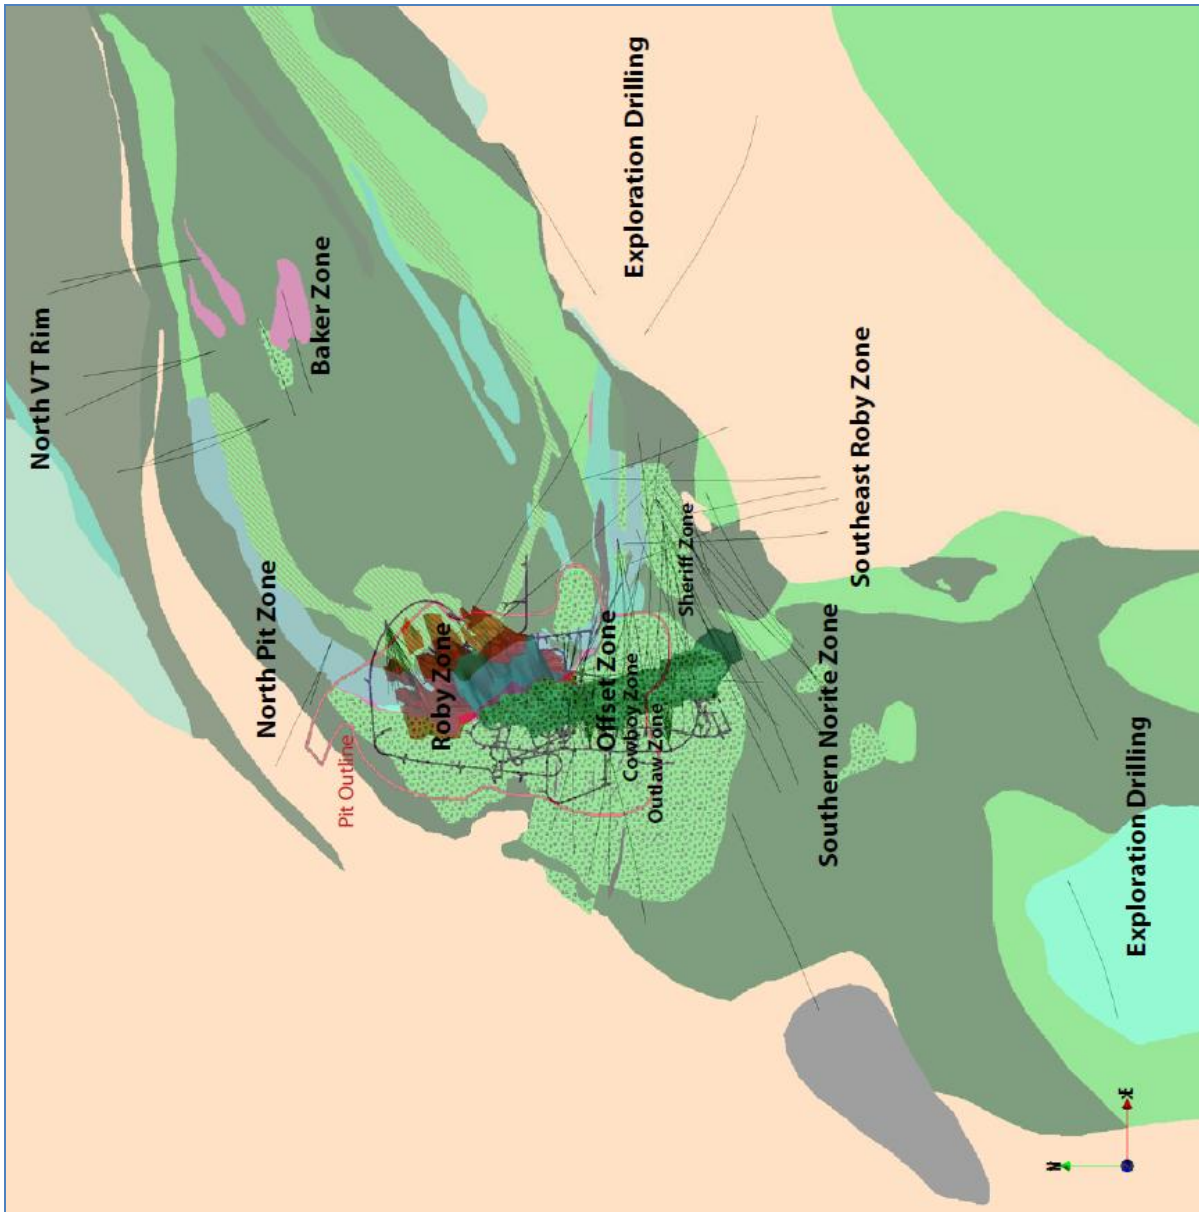 North VT Rim
Baker Zone
Exploration Drilling
North Pit Zone
Pit Outline
Roby Zone
Offset Zone
Cowboy Zone
Outlaw Zone
Sheriff Zone
Southeast Roby Zone
Southern Norite Zone
Exploration Drilling
N
E